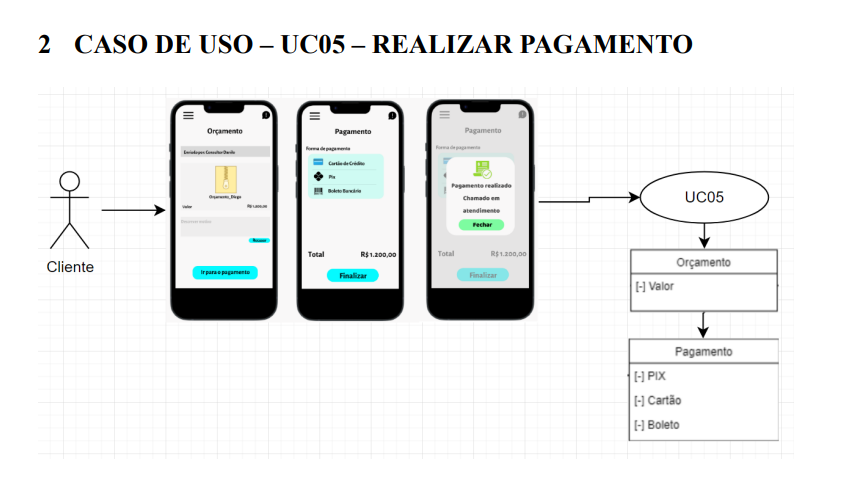 2 CASO DE USO – UC05 – REALIZAR PAGAMENTO
Cliente
Orçamento
Enviado por: Consultor Danilo
Orçamento_Diogo
Valor R$ 1.200,00
Recusar
Ir para o pagamento
Pagamento
Forma de pagamento
Cartão de Crédito
Pix
Boleto Bancário
Total R$ 1.200,00
Finalizar
Pagamento
Forma de pagamento
Pagamento realizado
Chamado em
atendimento
Fechar
Total R$ 1.200,00
Finalizar
UC05
Orçamento
[-] Valor
Pagamento
[-] PIX
[-] Cartão
[-] Boleto